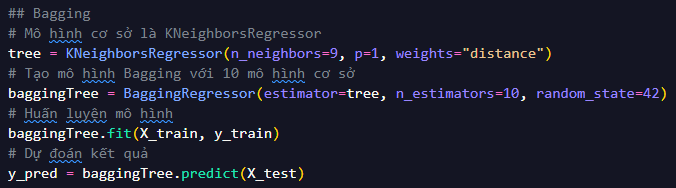 ## Bagging
# Mô hình cơ sở là KNeighborsRegressor
tree = KNeighborsRegressor(n_neighbors=9, p=1, weights="distance")
# Tạo mô hình Bagging với 10 mô hình cơ sở
baggingTree = BaggingRegressor(estimator=tree, n_estimators=10, random_state=42)
# Huấn luyện mô hình
baggingTree.fit(X_train, y_train)
# Dự đoán kết quả
y_pred = baggingTree.predict(X_test)